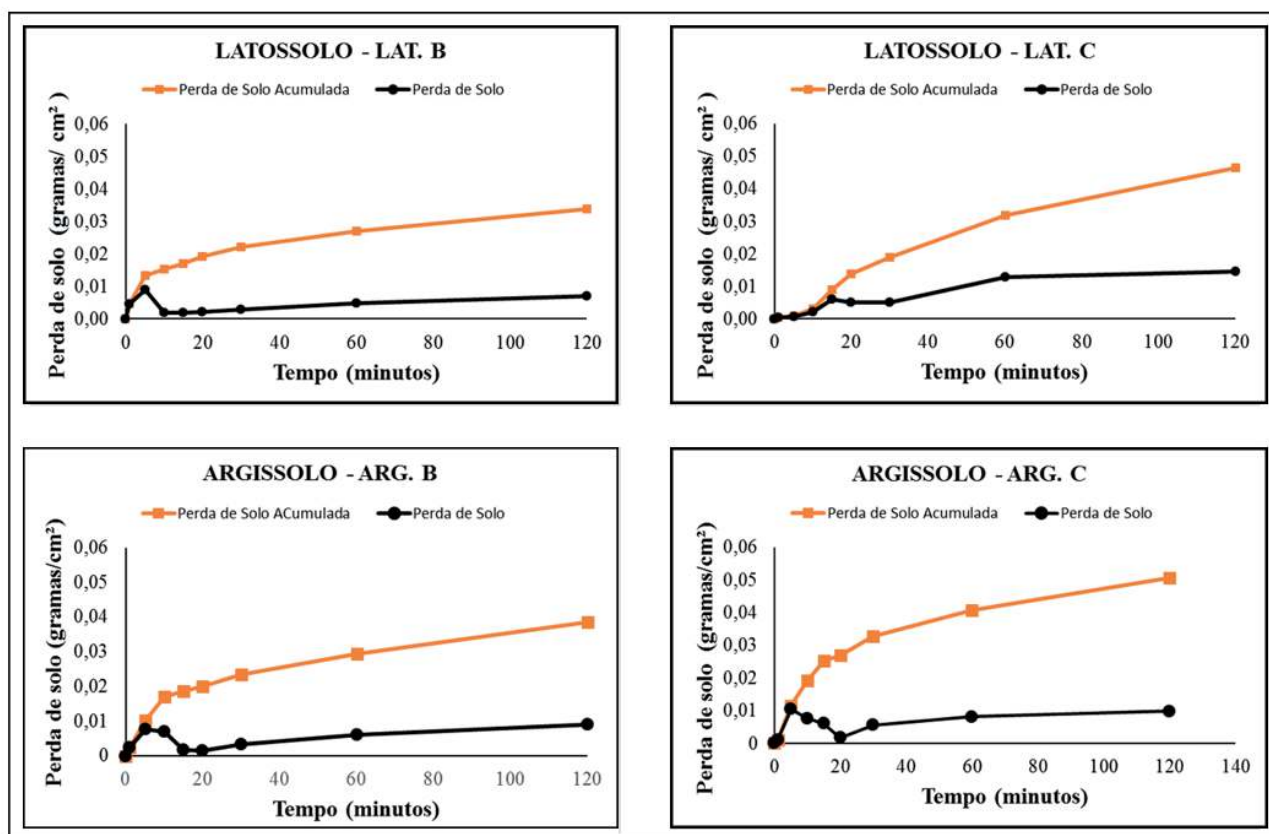 LATOSSOLO - LAT. B
Perda de Solo Acumulada Perda de Solo
Perda de solo (gramas/ cm²)
0,06
0,05
0,04
0,03
0,02
0,01
0,00
0 20 40 60 80 100 120
Tempo (minutos)
LATOSSOLO - LAT. C
Perda de Solo Acumulada Perda de Solo
Perda de solo (gramas/ cm² )
0,06
0,05
0,04
0,03
0,02
0,01
0,00
0 20 40 60 80 100 120
Tempo (minutos)
ARGISSOLO - ARG. B
Perda de Solo ACumulada Perda de Solo
Perda de solo (gramas/cm²)
0,06
0,05
0,04
0,03
0,02
0,01
0
0 20 40 60 80 100 120
Tempo (minutos)
ARGISSOLO - ARG. C
Perda de Solo Acumulada Perda de Solo
Perda de solo (gramas/cm²)
0,06
0,05
0,04
0,03
0,02
0,01
0
0 20 40 60 80 100 120 140
Tempo (minutos)